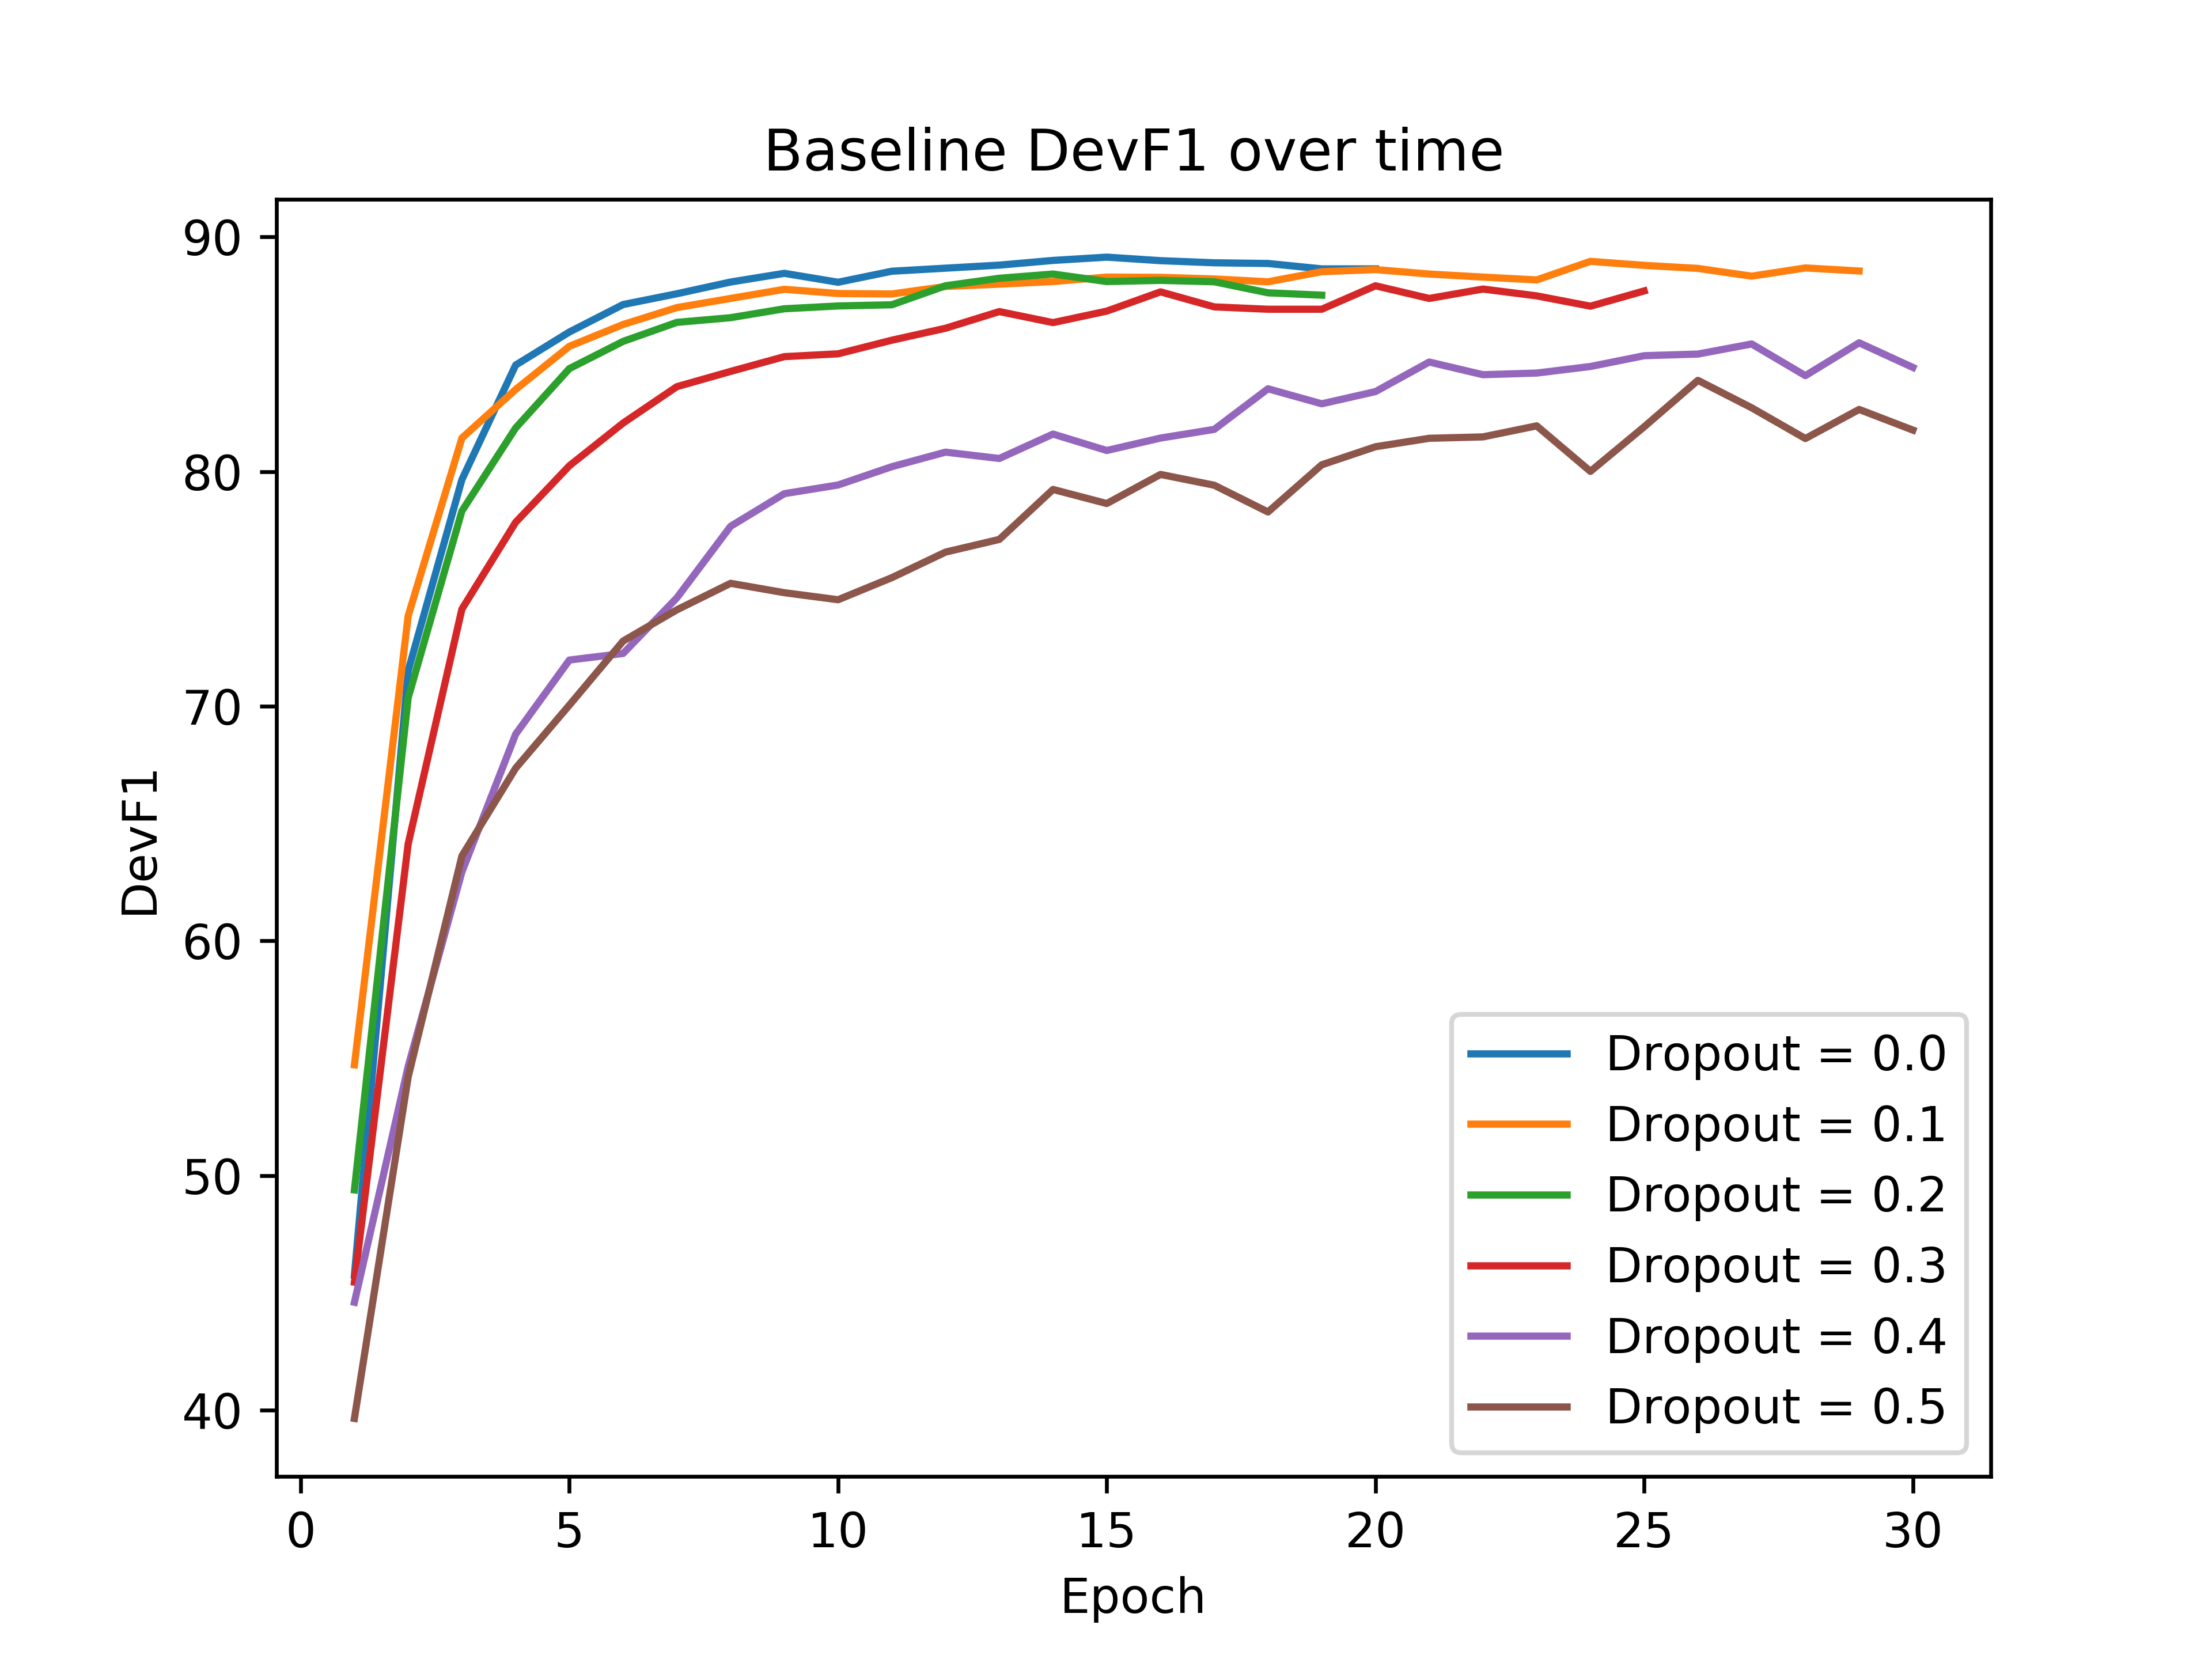 Baseline DevF1 over time
90
80
70
60
50
40
DevF1
0 5 10 15 20 25 30
Epoch
Dropout = 0.0
Dropout = 0.1
Dropout = 0.2
Dropout = 0.3
Dropout = 0.4
Dropout = 0.5